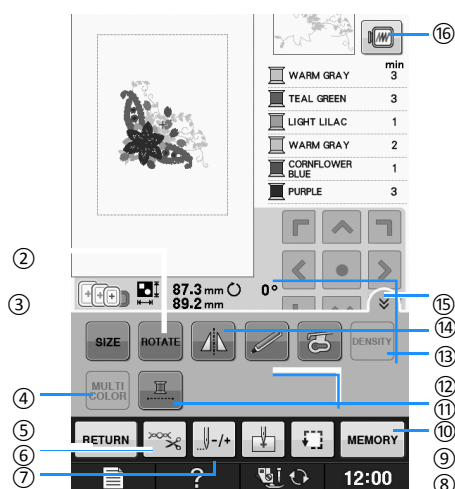 ⑯
min
WARM GRAY 3
TEAL GREEN 3
LIGHT LILAC 1
WARM GRAY 2
CORNFLOWER
BLUE 1
PURPLE 3
②
87.3 mm 0°
89.2 mm
③
⑮
SIZE ROTATE DENSITY
⑭
⑬
MULTI
COLOR
④
⑫
⑪
RETURN -/+ MEMORY
⑤
⑩
⑥
⑨
⑦
? 12:00
⑧